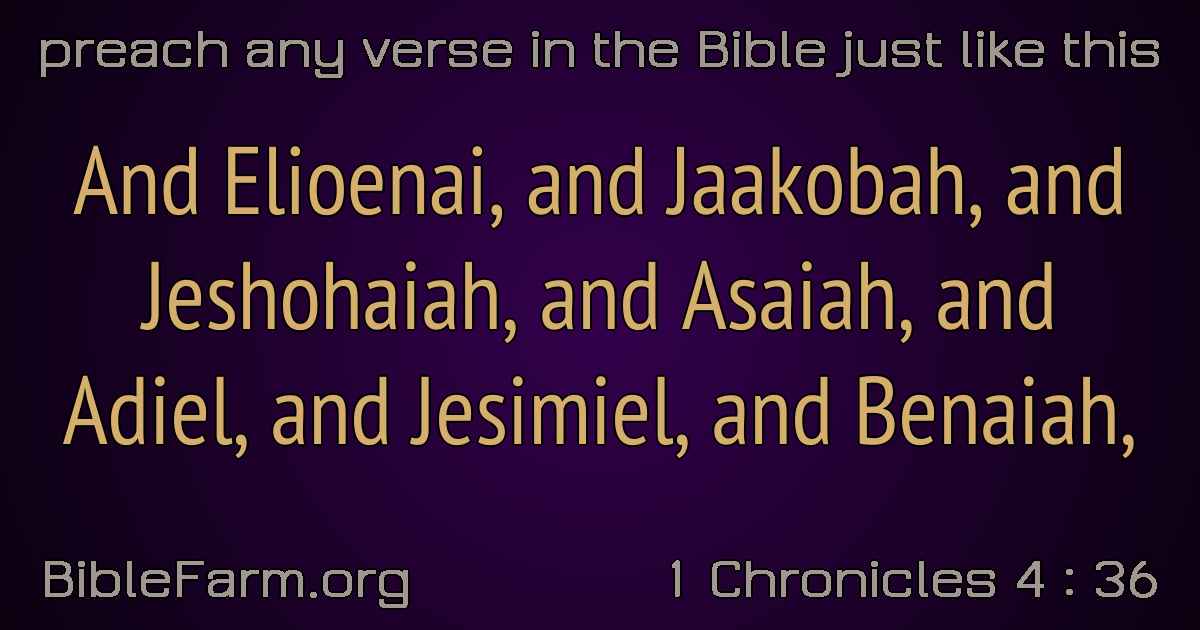 preach any verse in the Bible just like this
And Elioenai, and Jaakobah, and
Jeshohaiah, and Asaiah, and
Adiel, and Jesimiel, and Benaiah,
BibleFarm.org
1 Chronicles 4 : 36